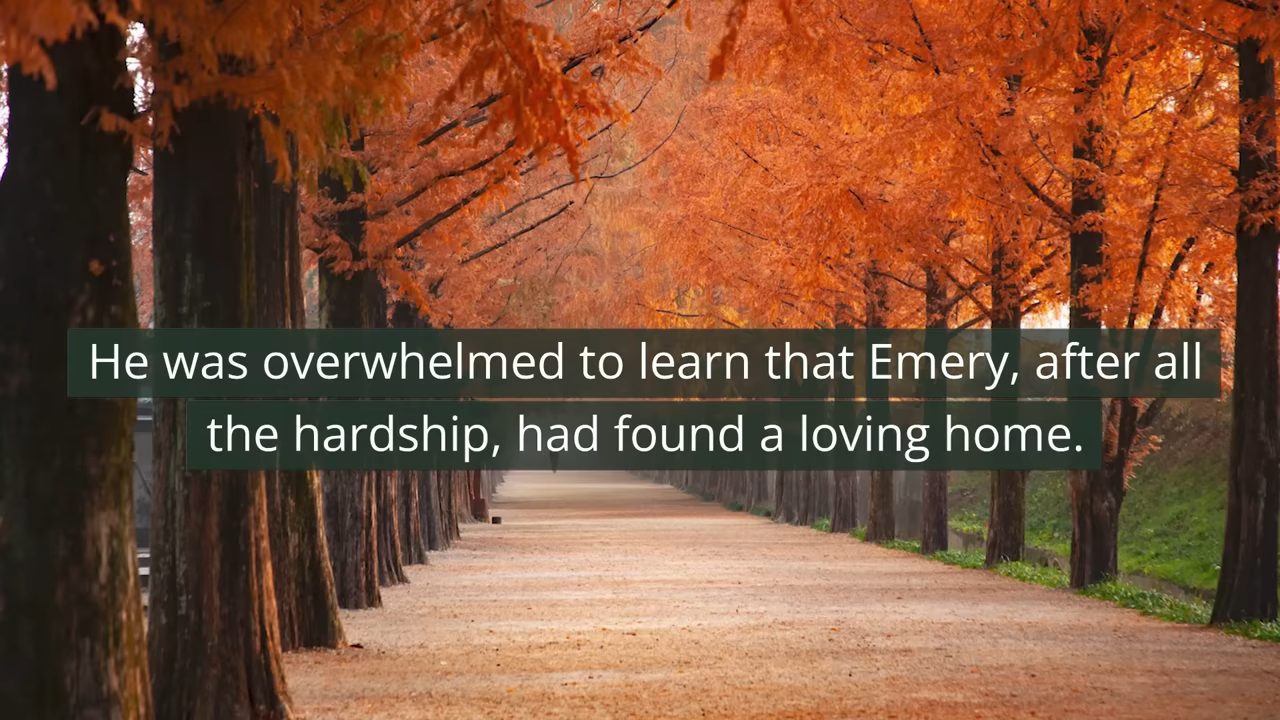 He was overwhelmed to learn that Emery, after all
the hardship, had found a loving home.